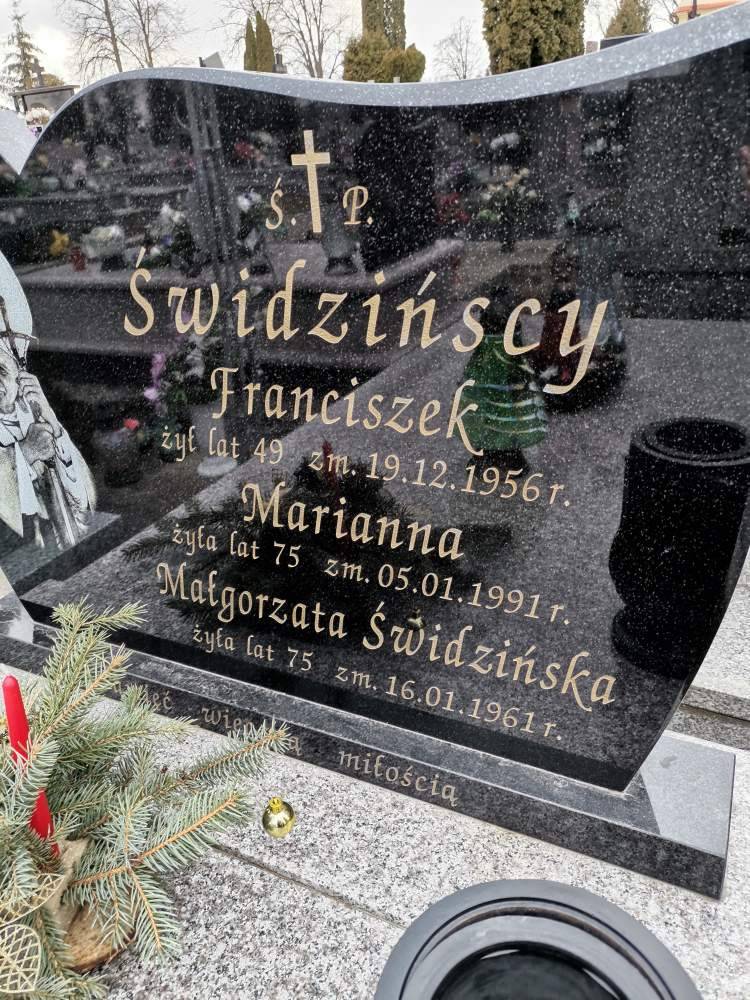 Ś. P.
Świdzińscy
Franciszek
żył lat 49 zm. 19.12.1956 r.
Marianna
żyła lat 75 zm. 05.01.1991 r.
Małgorzata Świdzińska
żyła lat 75 zm. 16.01.1961 r.
miłością